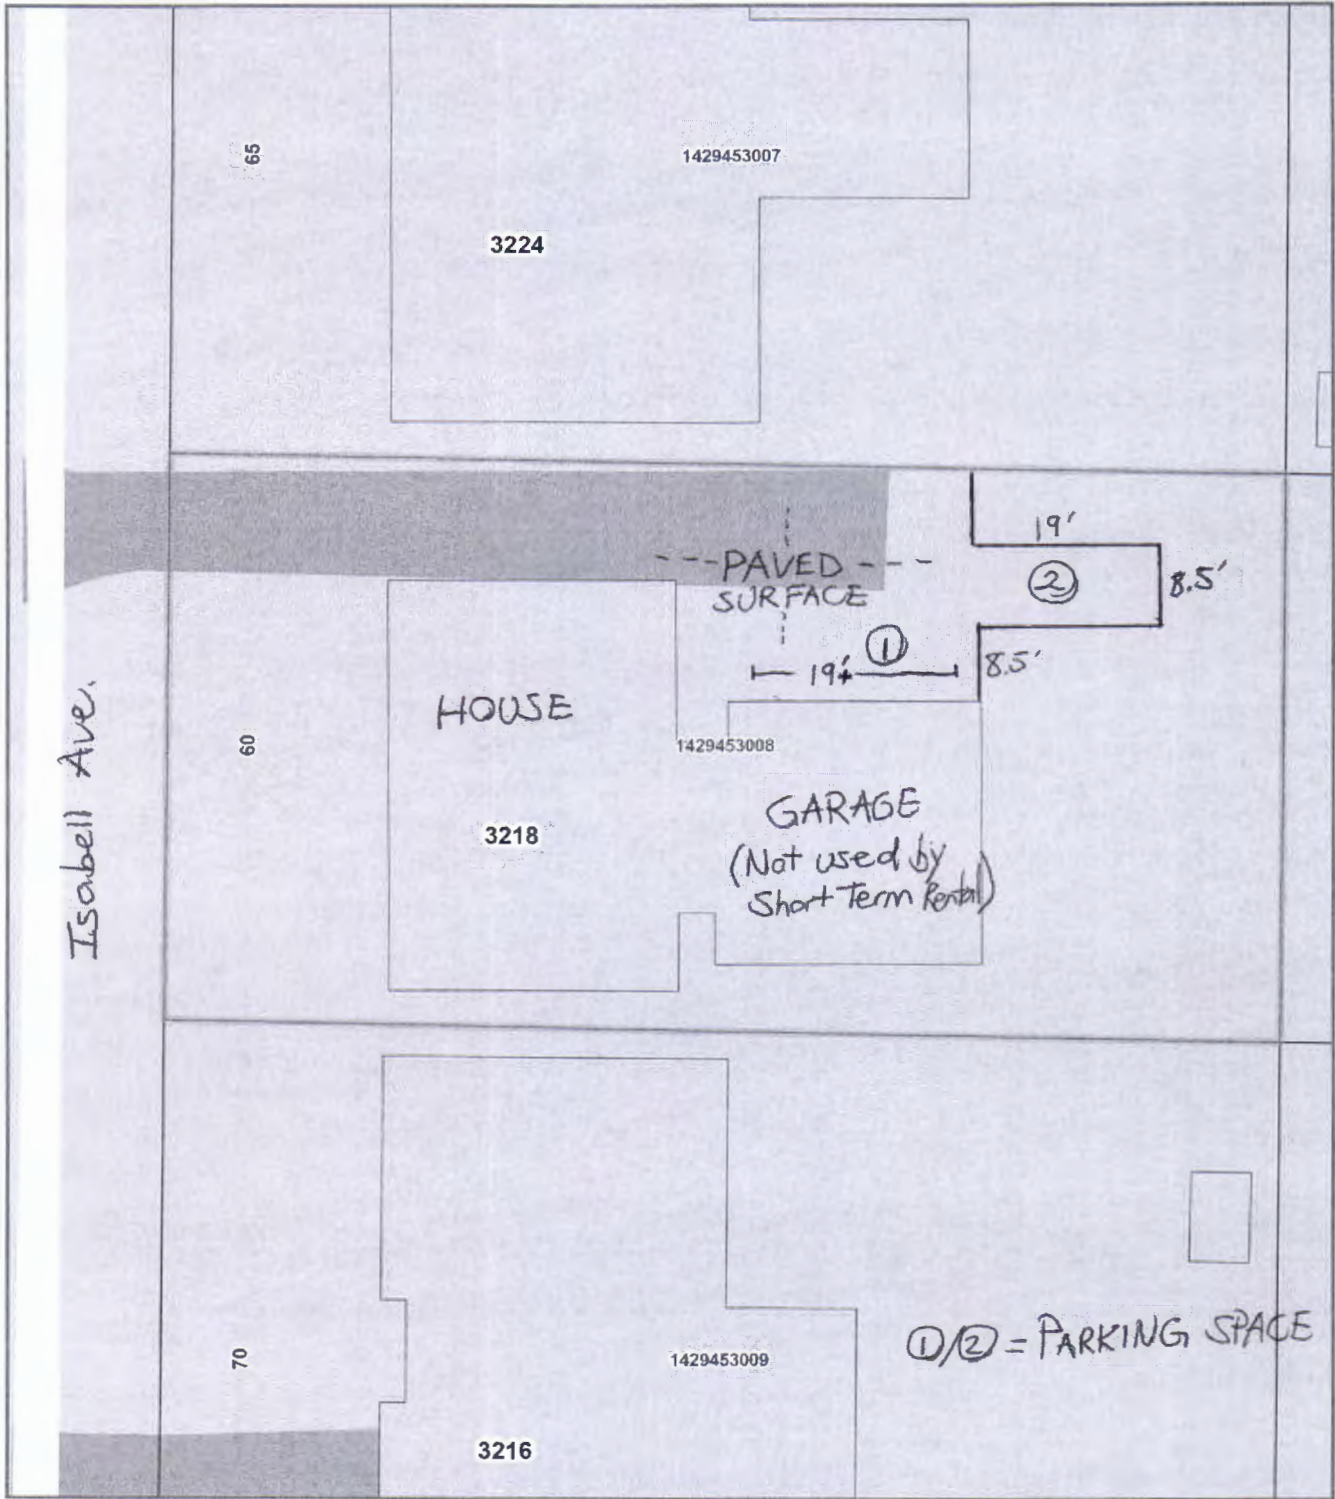 65
1429453007
3224
19'
PAVED
SURFACE
2
8.5'
1
19'
8.5'
HOUSE
1429453008
Isabell Ave.
60
GARAGE
3218
(Not used by
Short Term Rental)
①/② = PARKING SPACE
70
1429453009
3216